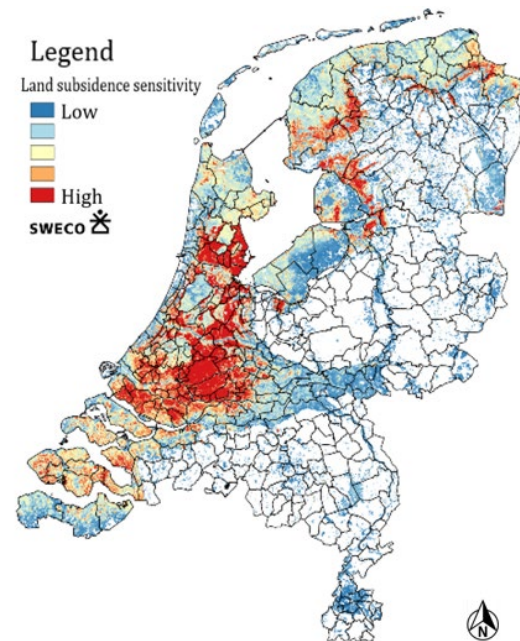 Legend
Land subsidence sensitivity
Low
High
SWECO
N